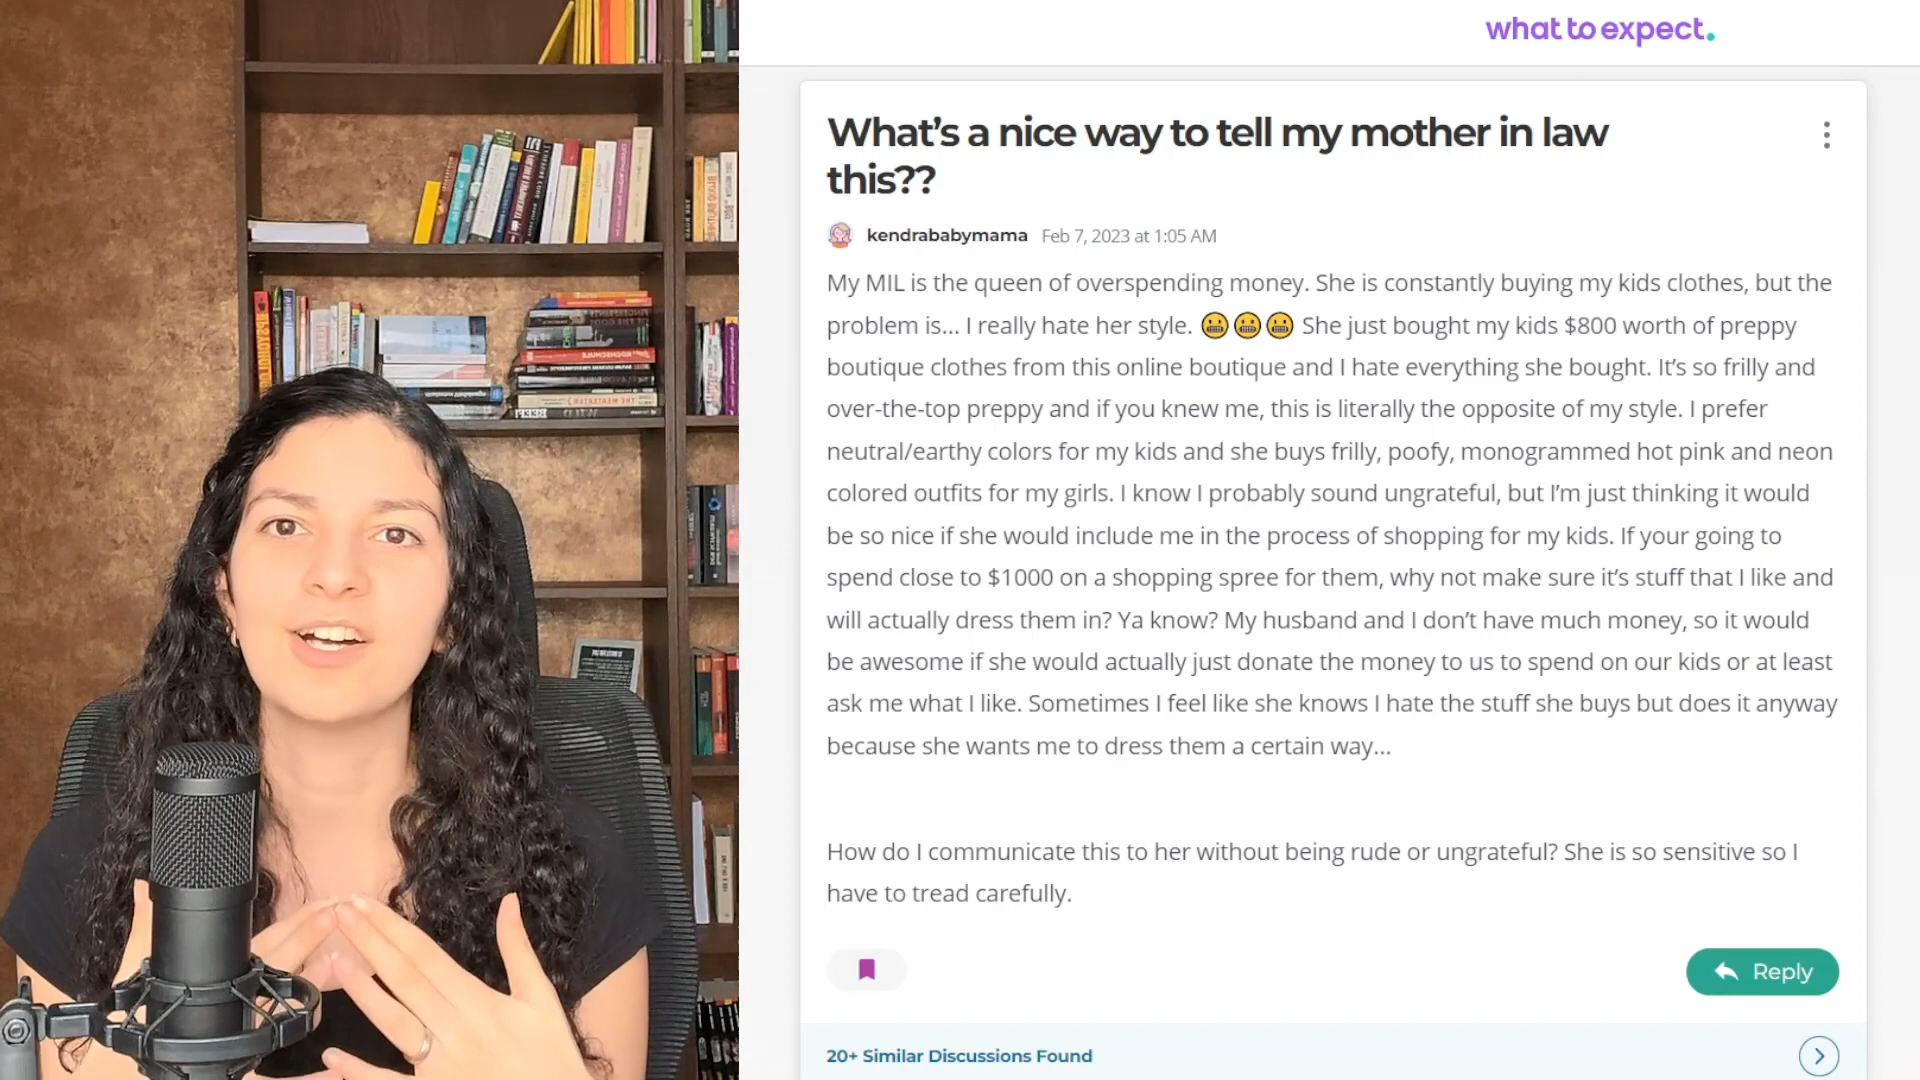 what to expect.
What's a nice way to tell my mother in law
this??
kendrababymama Feb 7, 2023 at 1:05 AM
My MIL is the queen of overspending money. She is constantly buying my kids clothes, but the
problem is... I really hate her style. 😬😬😬 She just bought my kids $800 worth of preppy
boutique clothes from this online boutique and I hate everything she bought. It's so frilly and
over-the-top preppy and if you knew me, this is literally the opposite of my style. I prefer
neutral/earthy colors for my kids and she buys frilly, poofy, monogrammed hot pink and neon
colored outfits for my girls. I know I probably sound ungrateful, but I'm just thinking it would
be so nice if she would include me in the process of shopping for my kids. If your going to
spend close to $1000 on a shopping spree for them, why not make sure it's stuff that I like and
will actually dress them in? Ya know? My husband and I don't have much money, so it would
be awesome if she would actually just donate the money to us to spend on our kids or at least
ask me what I like. Sometimes I feel like she knows I hate the stuff she buys but does it anyway
because she wants me to dress them a certain way...
How do I communicate this to her without being rude or ungrateful? She is so sensitive so I
have to tread carefully.
Reply
20+ Similar Discussions Found